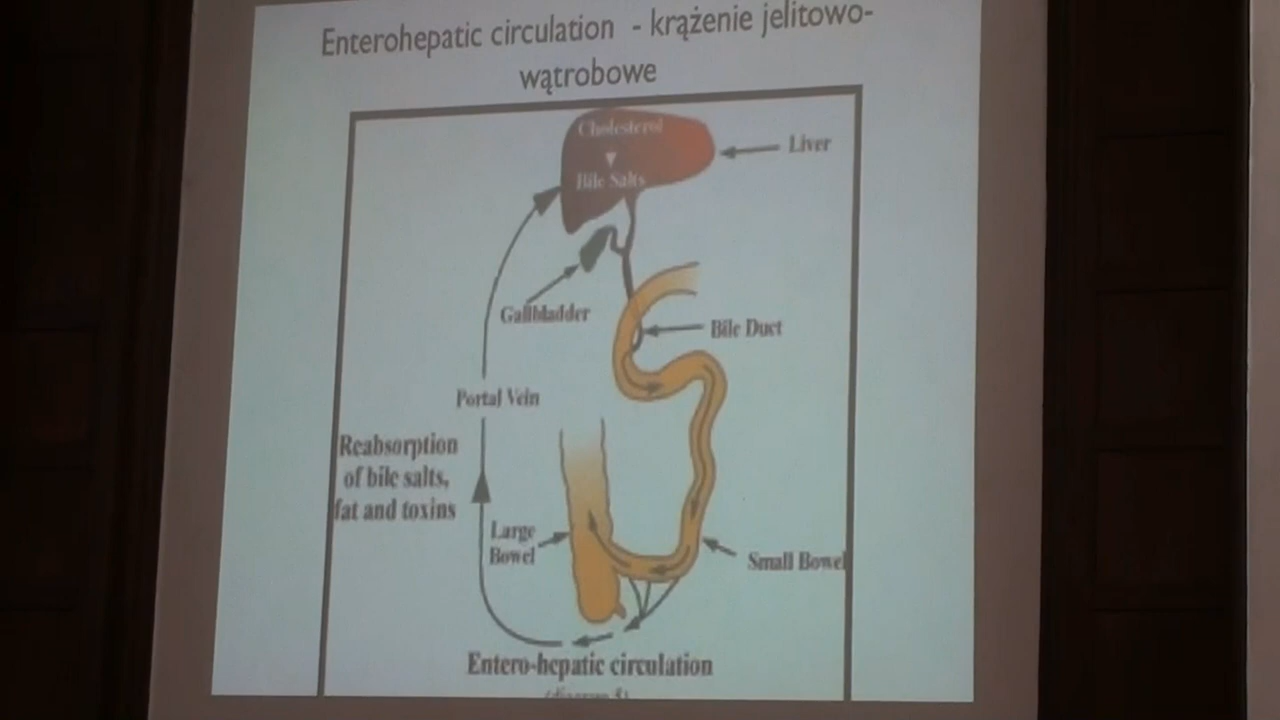 Enterohepatic circulation - krążenie jelitowo-
wątrobowe
Cholesterol
Bile Salts
Liver
Gallbladder
Bile Duct
Portal Vein
Reabsorption
of bile salts,
fat and toxins
Large
Bowel
Small Bowel
Entero-hepatic circulation